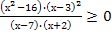 (x²−16)·(x−3)²
(x−7)·(x+2)
≥ 0